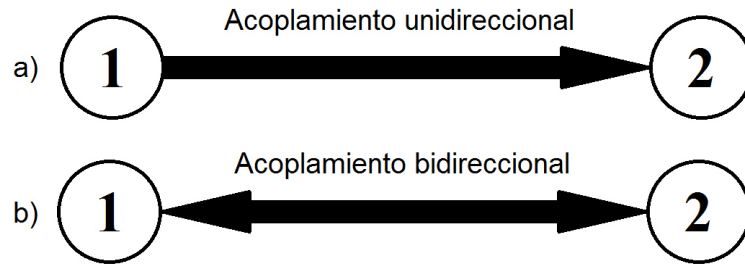 Acoplamiento unidireccional
a) 1 2
Acoplamiento bidireccional
b) 1 2